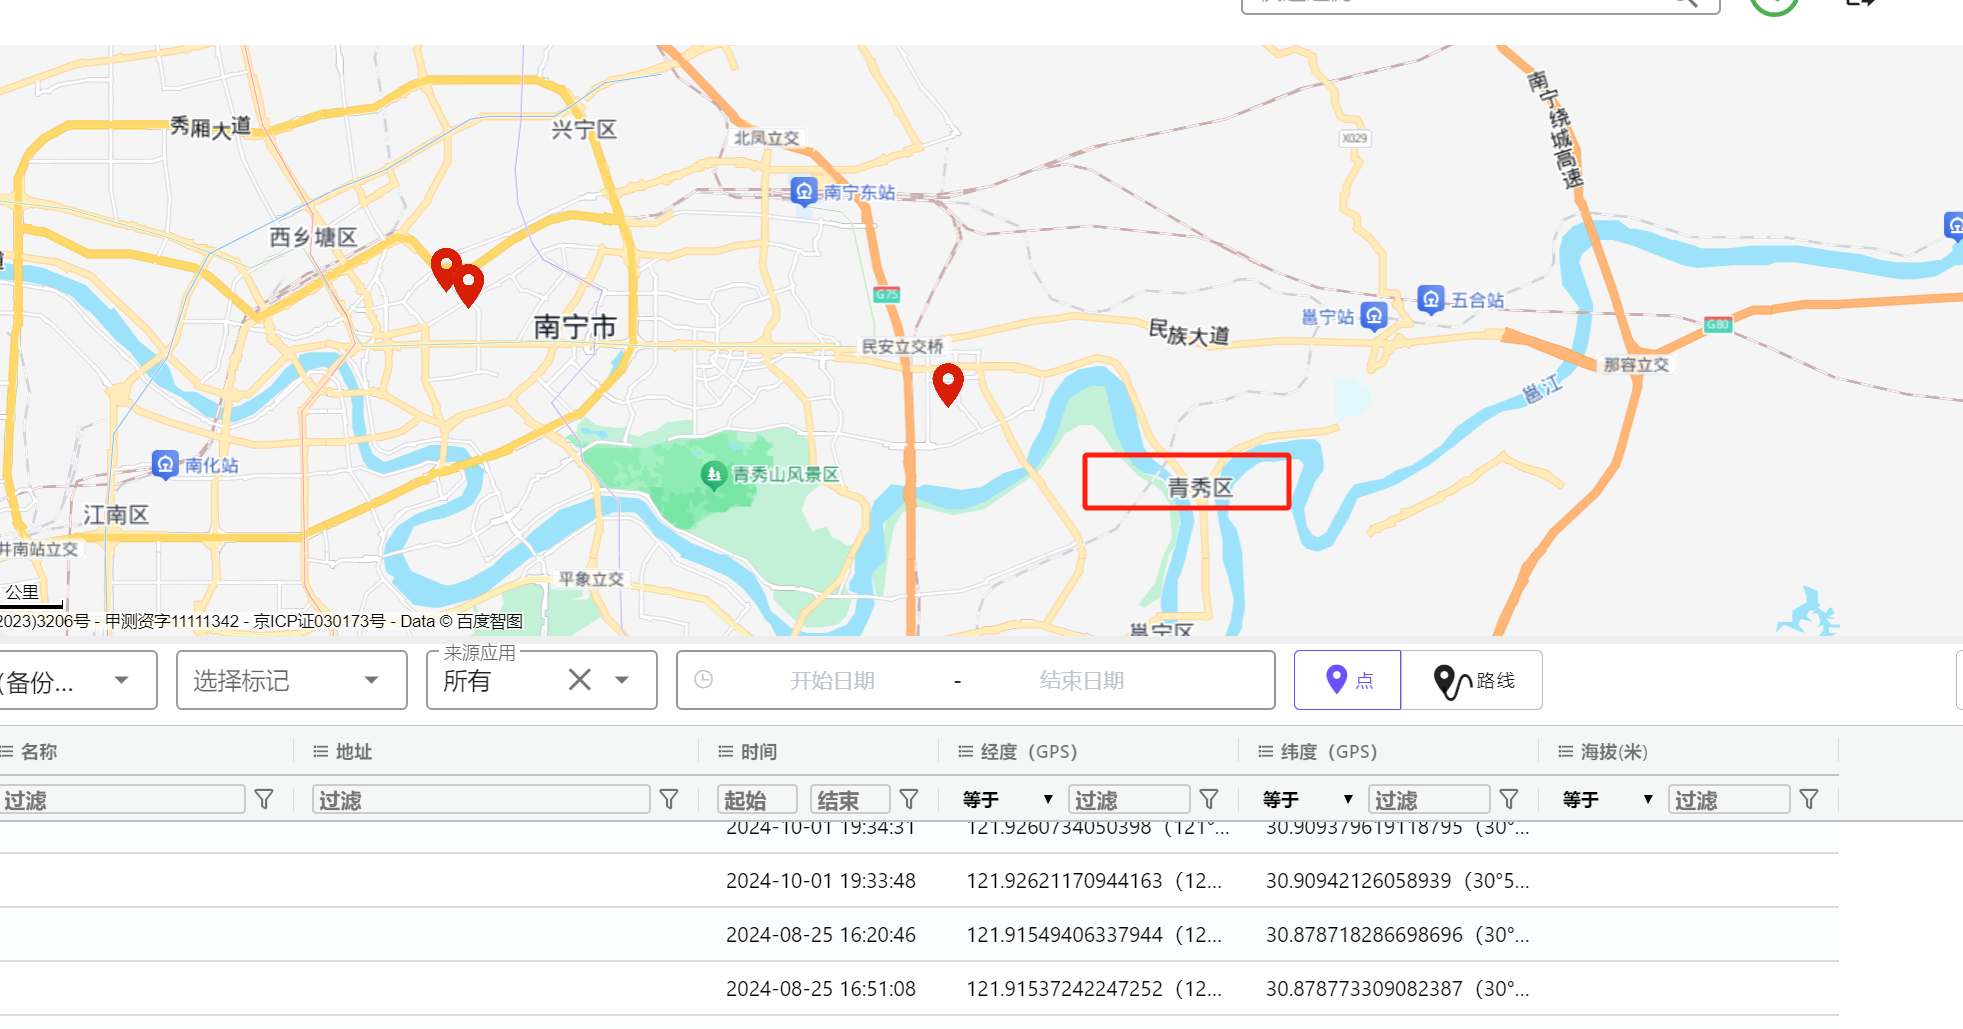 南宁绕城高速
秀厢大道
兴宁区
北凤立交
X029
南宁东站
西乡塘区
G75
五合站
邕宁站
南宁市
民族大道
G80
民安立交桥
那容立交
邕江
南化站
青秀山风景区
青秀区
江南区
井南站立交
平象立交
公里
2023)3206号 - 甲测资字11111342 - 京ICP证030173号 - Data © 百度智图
邕宁区
来源应用
(备份...
选择标记
所有
开始日期 - 结束日期
点
路线
名称 地址 时间 经度（GPS） 纬度（GPS） 海拔(米)
过滤 过滤 起始 结束 等于 过滤 等于 过滤 等于 过滤
2024-10-01 19:34:31 121.9260734050398（121°... 30.909379619118795（30°...
2024-10-01 19:33:48 121.92621170944163（12... 30.90942126058939（30°5...
2024-08-25 16:20:46 121.91549406337944（12... 30.878718286698696（30°...
2024-08-25 16:51:08 121.91537242247252（12... 30.878773309082387（30°...